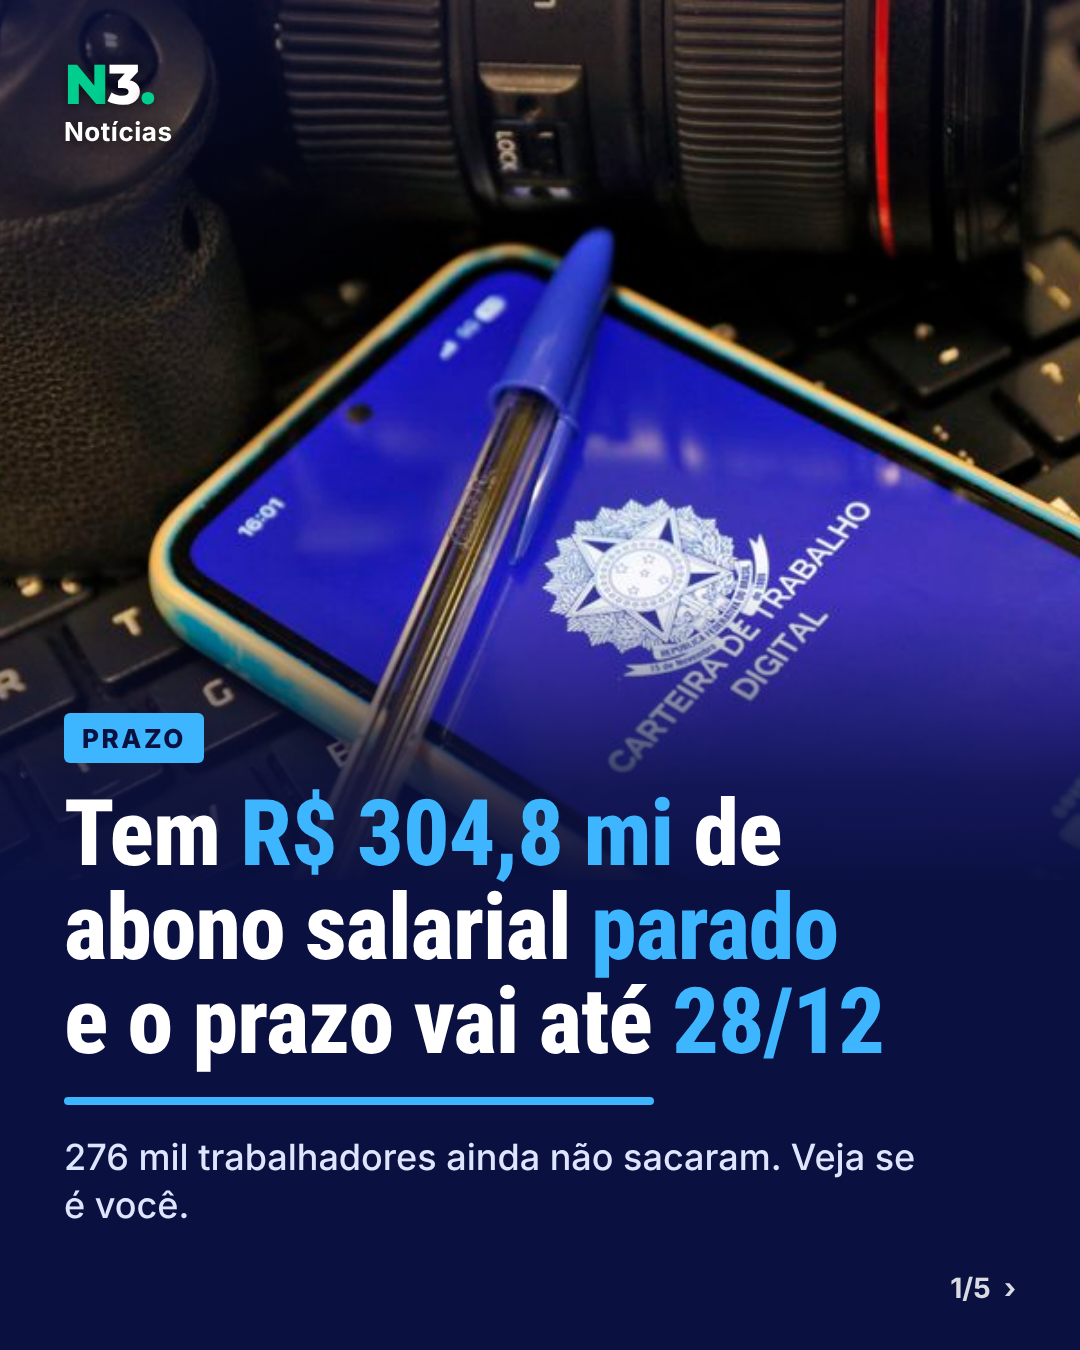 N3.
Notícias
LOCK
16:01
CARTEIRA DE TRABALHO
DIGITAL
T
R
G
PRAZO
Tem R$ 304,8 mi de
abono salarial parado
e o prazo vai até 28/12
276 mil trabalhadores ainda não sacaram. Veja se
é você.
1/5 ›